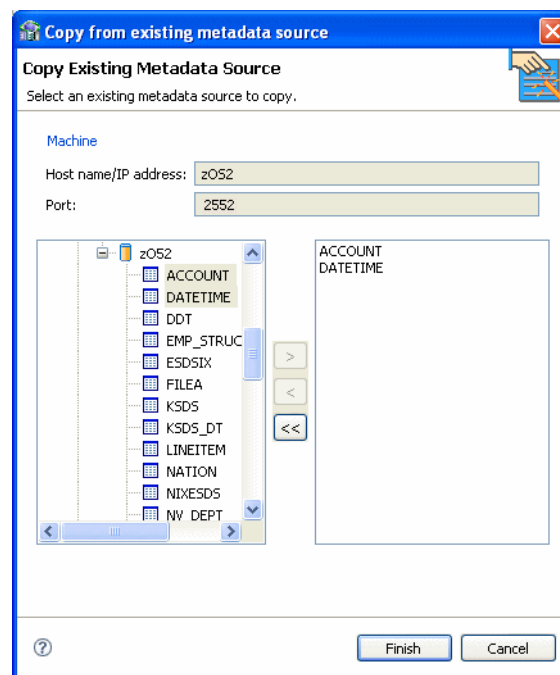 Copy from existing metadata source
Copy Existing Metadata Source
Select an existing metadata source to copy.
Machine
Host name/IP address: zOS2
Port: 2552
zOS2
ACCOUNT
DATETIME
DDT
EMP_STRUC
ESDSIX
FILEA
KSDS
KSDS_DT
LINEITEM
NATION
NIXESDS
NV_DEPT
ACCOUNT
DATETIME
>
<
<<
Finish Cancel